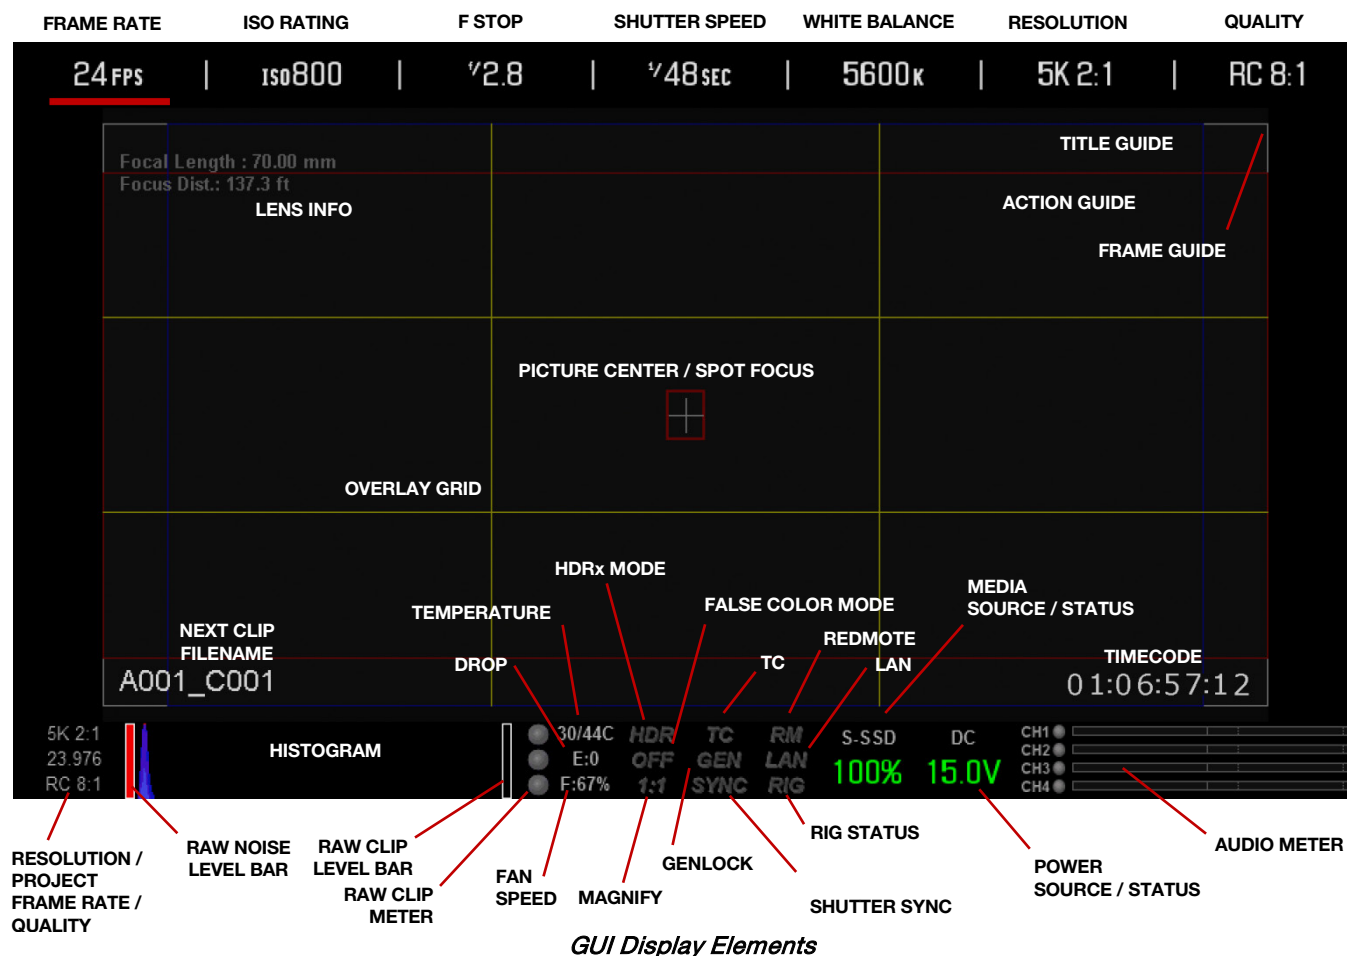 FRAME RATE
ISO RATING
F STOP
SHUTTER SPEED
WHITE BALANCE
RESOLUTION
QUALITY
24 FPS
ISO800
f/2.8
1/48 SEC
5600 K
5K 2:1
RC 8:1
Focal Length : 70.00 mm
Focus Dist.: 137.3 ft
LENS INFO
TITLE GUIDE
ACTION GUIDE
FRAME GUIDE
PICTURE CENTER / SPOT FOCUS
OVERLAY GRID
HDRx MODE
TEMPERATURE
FALSE COLOR MODE
MEDIA
SOURCE / STATUS
NEXT CLIP
FILENAME
DROP
REDMOTE
TC
LAN
TIMECODE
A001_C001
01:06:57:12
5K 2:1
23.976
RC 8:1
HISTOGRAM
30/44C
E:0
F:67%
HDR TC RM
OFF GEN LAN
1:1 SYNC RIG
S-SSD
100%
DC
15.0V
CH1
CH2
CH3
CH4
RESOLUTION /
PROJECT
FRAME RATE /
QUALITY
RAW NOISE
LEVEL BAR
RAW CLIP
LEVEL BAR
RAW CLIP
METER
FAN
SPEED
MAGNIFY
GENLOCK
SHUTTER SYNC
RIG STATUS
POWER
SOURCE / STATUS
AUDIO METER
GUI Display Elements